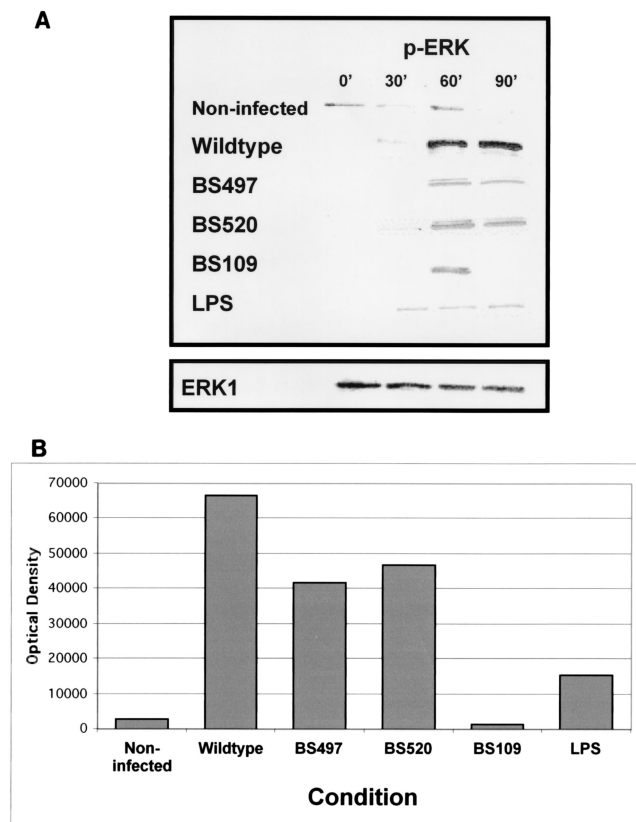 A
p-ERK
0’ 30’ 60’ 90’
Non-infected
Wildtype
BS497
BS520
BS109
LPS
ERK1
B
70000
60000
50000
40000
30000
20000
10000
0
Optical Density
Non-infected Wildtype BS497 BS520 BS109 LPS
Condition